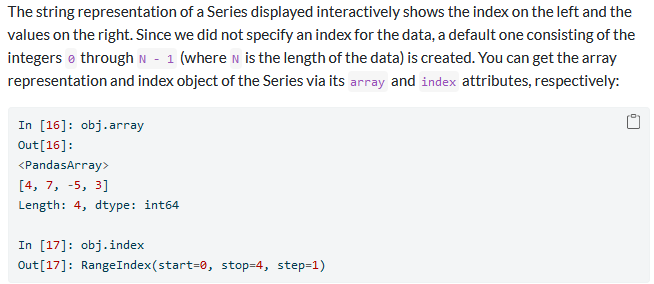 The string representation of a Series displayed interactively shows the index on the left and the
values on the right. Since we did not specify an index for the data, a default one consisting of the
integers 0 through N - 1 (where N is the length of the data) is created. You can get the array
representation and index object of the Series via its array and index attributes, respectively:
In [16]: obj.array
Out[16]:
<PandasArray>
[4, 7, -5, 3]
Length: 4, dtype: int64
In [17]: obj.index
Out[17]: RangeIndex(start=0, stop=4, step=1)